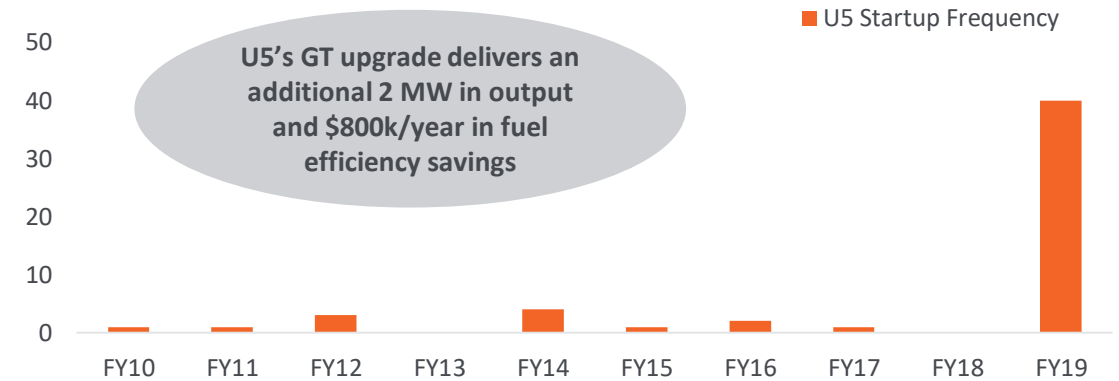 U5 Startup Frequency
U5's GT upgrade delivers an
additional 2 MW in output
and $800k/year in fuel
efficiency savings
50
40
30
20
10
0
FY10 FY11 FY12 FY13 FY14 FY15 FY16 FY17 FY18 FY19